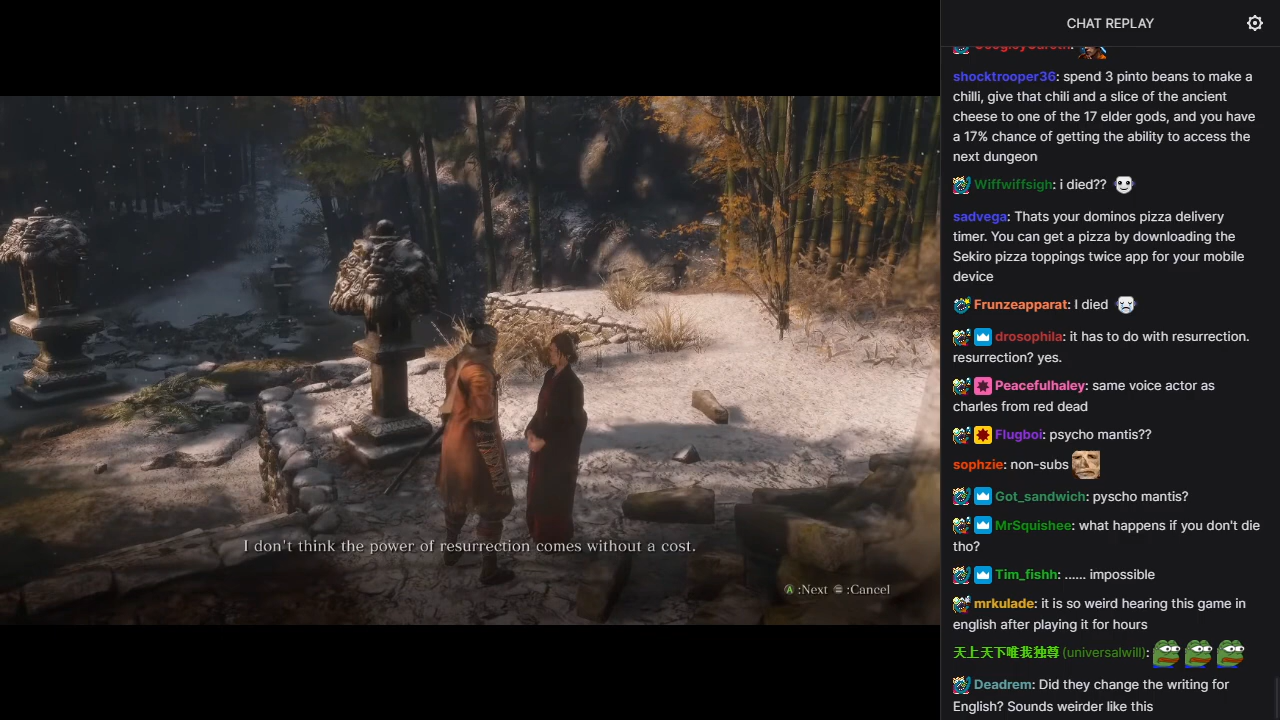 I don't think the power of resurrection comes without a cost.
:Next :Cancel
CHAT REPLAY
shocktrooper36: spend 3 pinto beans to make a
chilli, give that chili and a slice of the ancient
cheese to one of the 17 elder gods, and you have
a 17% chance of getting the ability to access the
next dungeon
Wiffwiffsigh: i died??
sadvega: Thats your dominos pizza delivery
timer. You can get a pizza by downloading the
Sekiro pizza toppings twice app for your mobile
device
Frunzeapparat: I died
drosophila: it has to do with resurrection.
resurrection? yes.
Peacefulhaley: same voice actor as
charles from red dead
Flugboi: psycho mantis??
sophzie: non-subs
Got_sandwich: pyscho mantis?
MrSquishee: what happens if you don't die
tho?
Tim_fishh: ...... impossible
mrkulade: it is so weird hearing this game in
english after playing it for hours
天上天下唯我独尊 (universalwill):
Deadrem: Did they change the writing for
English? Sounds weirder like this